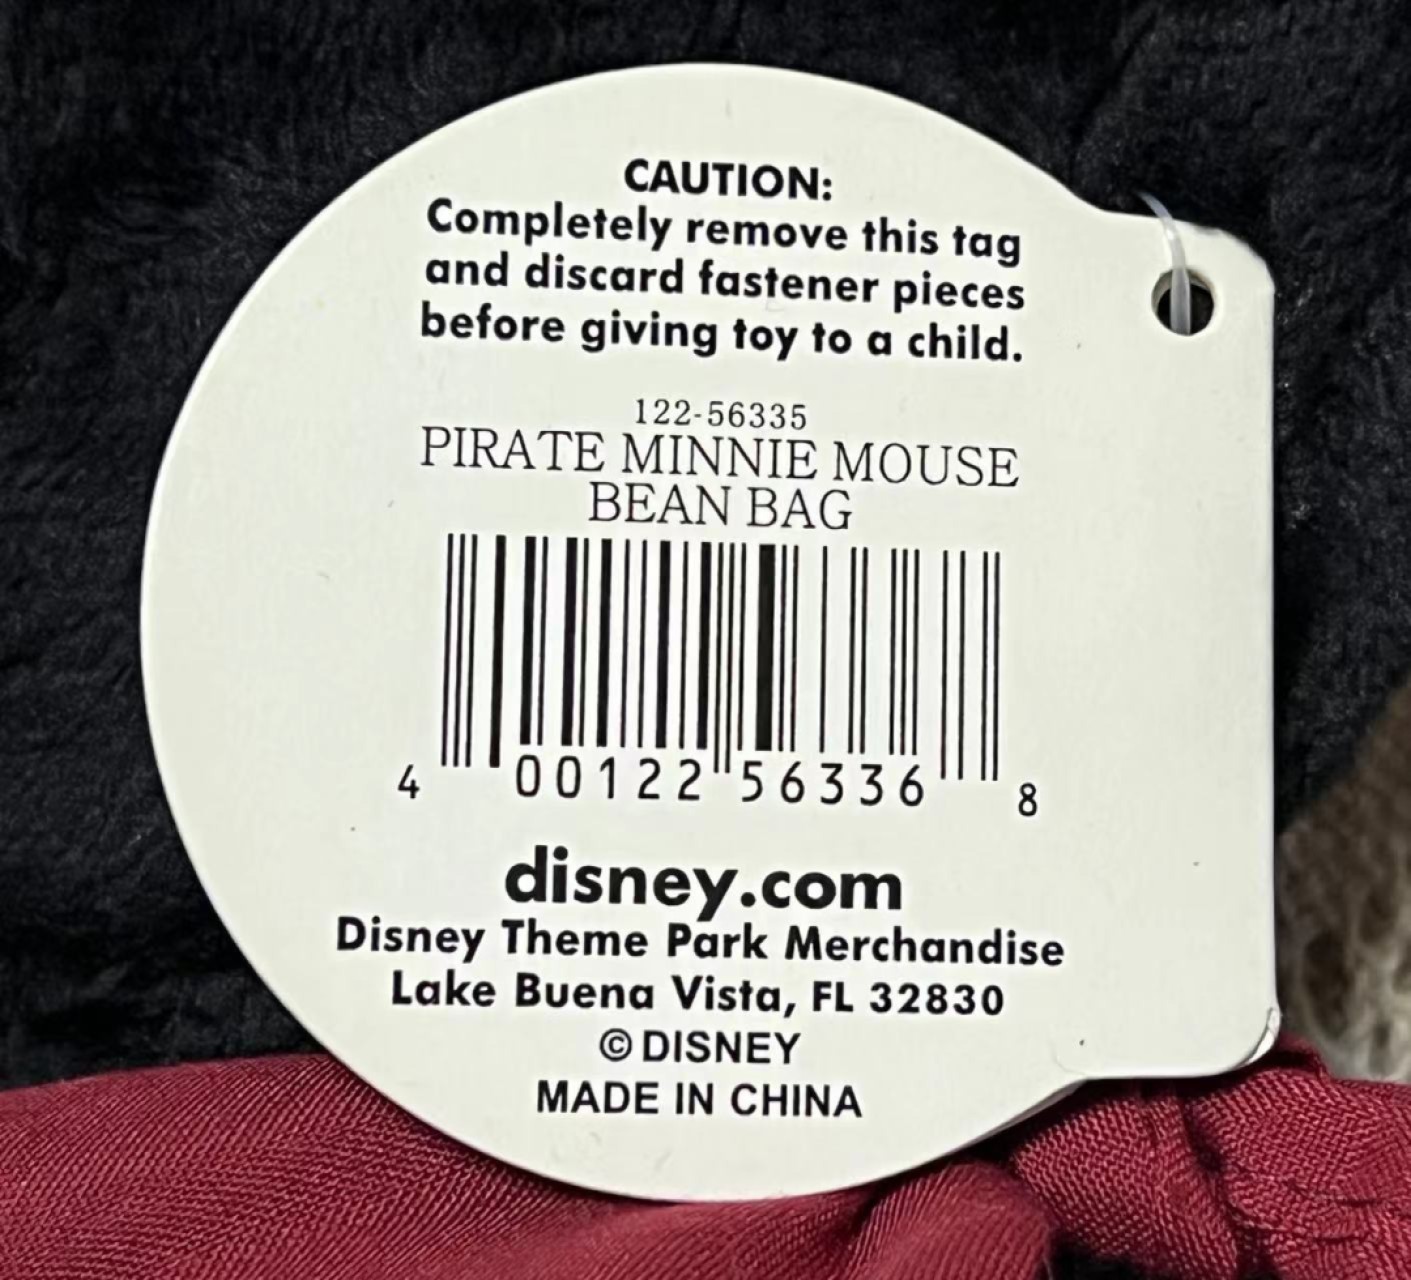 CAUTION:
Completely remove this tag
and discard fastener pieces
before giving toy to a child.
122-56335
PIRATE MINNIE MOUSE
BEAN BAG
4 00122 56336 8
disney.com
Disney Theme Park Merchandise
Lake Buena Vista, FL 32830
© DISNEY
MADE IN CHINA